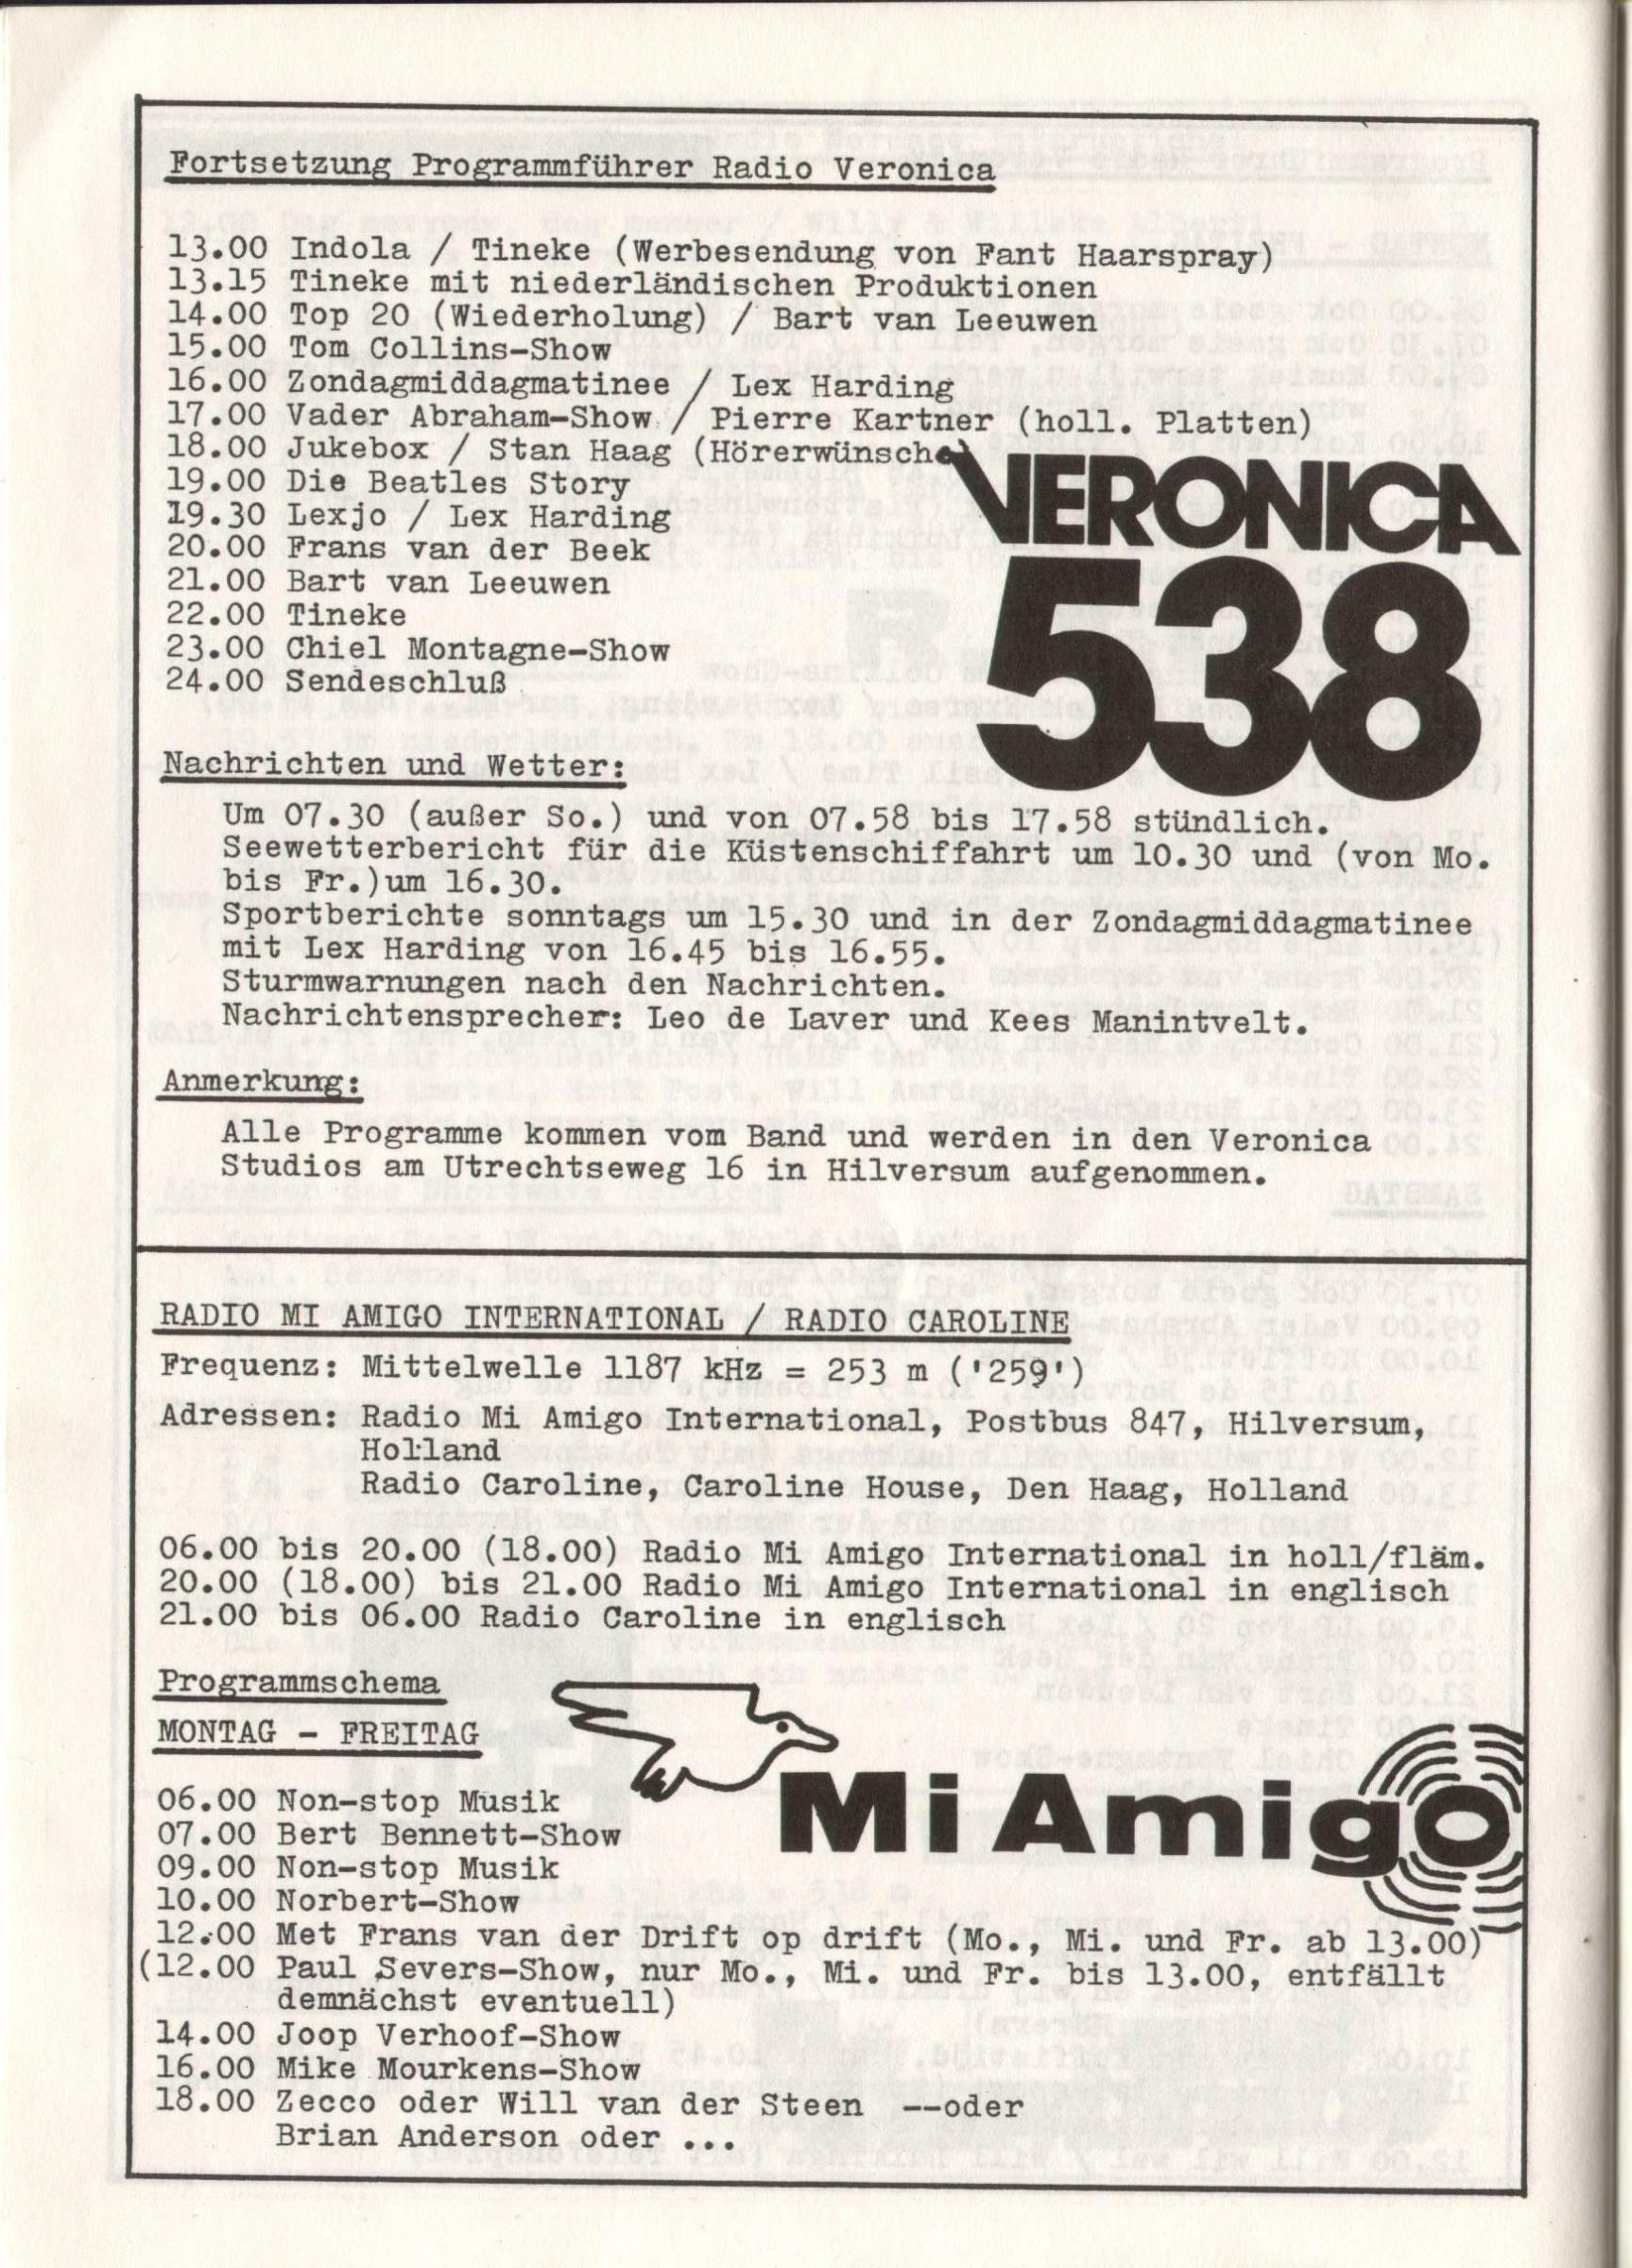 Fortsetzung Programmführer Radio Veronica
13.00 Indola / Tineke (Werbesendung von Fant Haarspray)
13.15 Tineke mit niederländischen Produktionen
14.00 Top 20 (Wiederholung) / Bart van Leeuwen
15.00 Tom Collins-Show
16.00 Zondagmiddagmatinee / Lex Harding
17.00 Vader Abraham-Show / Pierre Kartner (holl. Platten)
18.00 Jukebox / Stan Haag (Hörerwünsche)
19.00 Die Beatles Story
19.30 Lexjo / Lex Harding
20.00 Frans van der Beek
21.00 Bart van Leeuwen
22.00 Tineke
23.00 Chiel Montagne-Show
24.00 Sendeschluß
VERONICA
538
Nachrichten und Wetter:
Um 07.30 (außer So.) und von 07.58 bis 17.58 stündlich.
Seewetterbericht für die Küstenschiffahrt um 10.30 und (von Mo.
bis Fr.)um 16.30.
Sportberichte sonntags um 15.30 und in der Zondagmiddagmatinee
mit Lex Harding von 16.45 bis 16.55.
Sturmwarnungen nach den Nachrichten.
Nachrichtensprecher: Leo de Laver und Kees Manintvelt.
Anmerkung:
Alle Programme kommen vom Band und werden in den Veronica
Studios am Utrechtseweg 16 in Hilversum aufgenommen.
RADIO MI AMIGO INTERNATIONAL / RADIO CAROLINE
Frequenz: Mittelwelle 1187 kHz = 253 m ('259')
Adressen: Radio Mi Amigo International, Postbus 847, Hilversum,
Holland
Radio Caroline, Caroline House, Den Haag, Holland
06.00 bis 20.00 (18.00) Radio Mi Amigo International in holl/fläm.
20.00 (18.00) bis 21.00 Radio Mi Amigo International in englisch
21.00 bis 06.00 Radio Caroline in englisch
Programmschema
MONTAG - FREITAG
Mi Amigo
06.00 Non-stop Musik
07.00 Bert Bennett-Show
09.00 Non-stop Musik
10.00 Norbert-Show
12.00 Met Frans van der Drift op drift (Mo., Mi. und Fr. ab 13.00)
(12.00 Paul Severs-Show, nur Mo., Mi. und Fr. bis 13.00, entfällt
demnächst eventuell)
14.00 Joop Verhoof-Show
16.00 Mike Mourkens-Show
18.00 Zecco oder Will van der Steen --oder
Brian Anderson oder ...